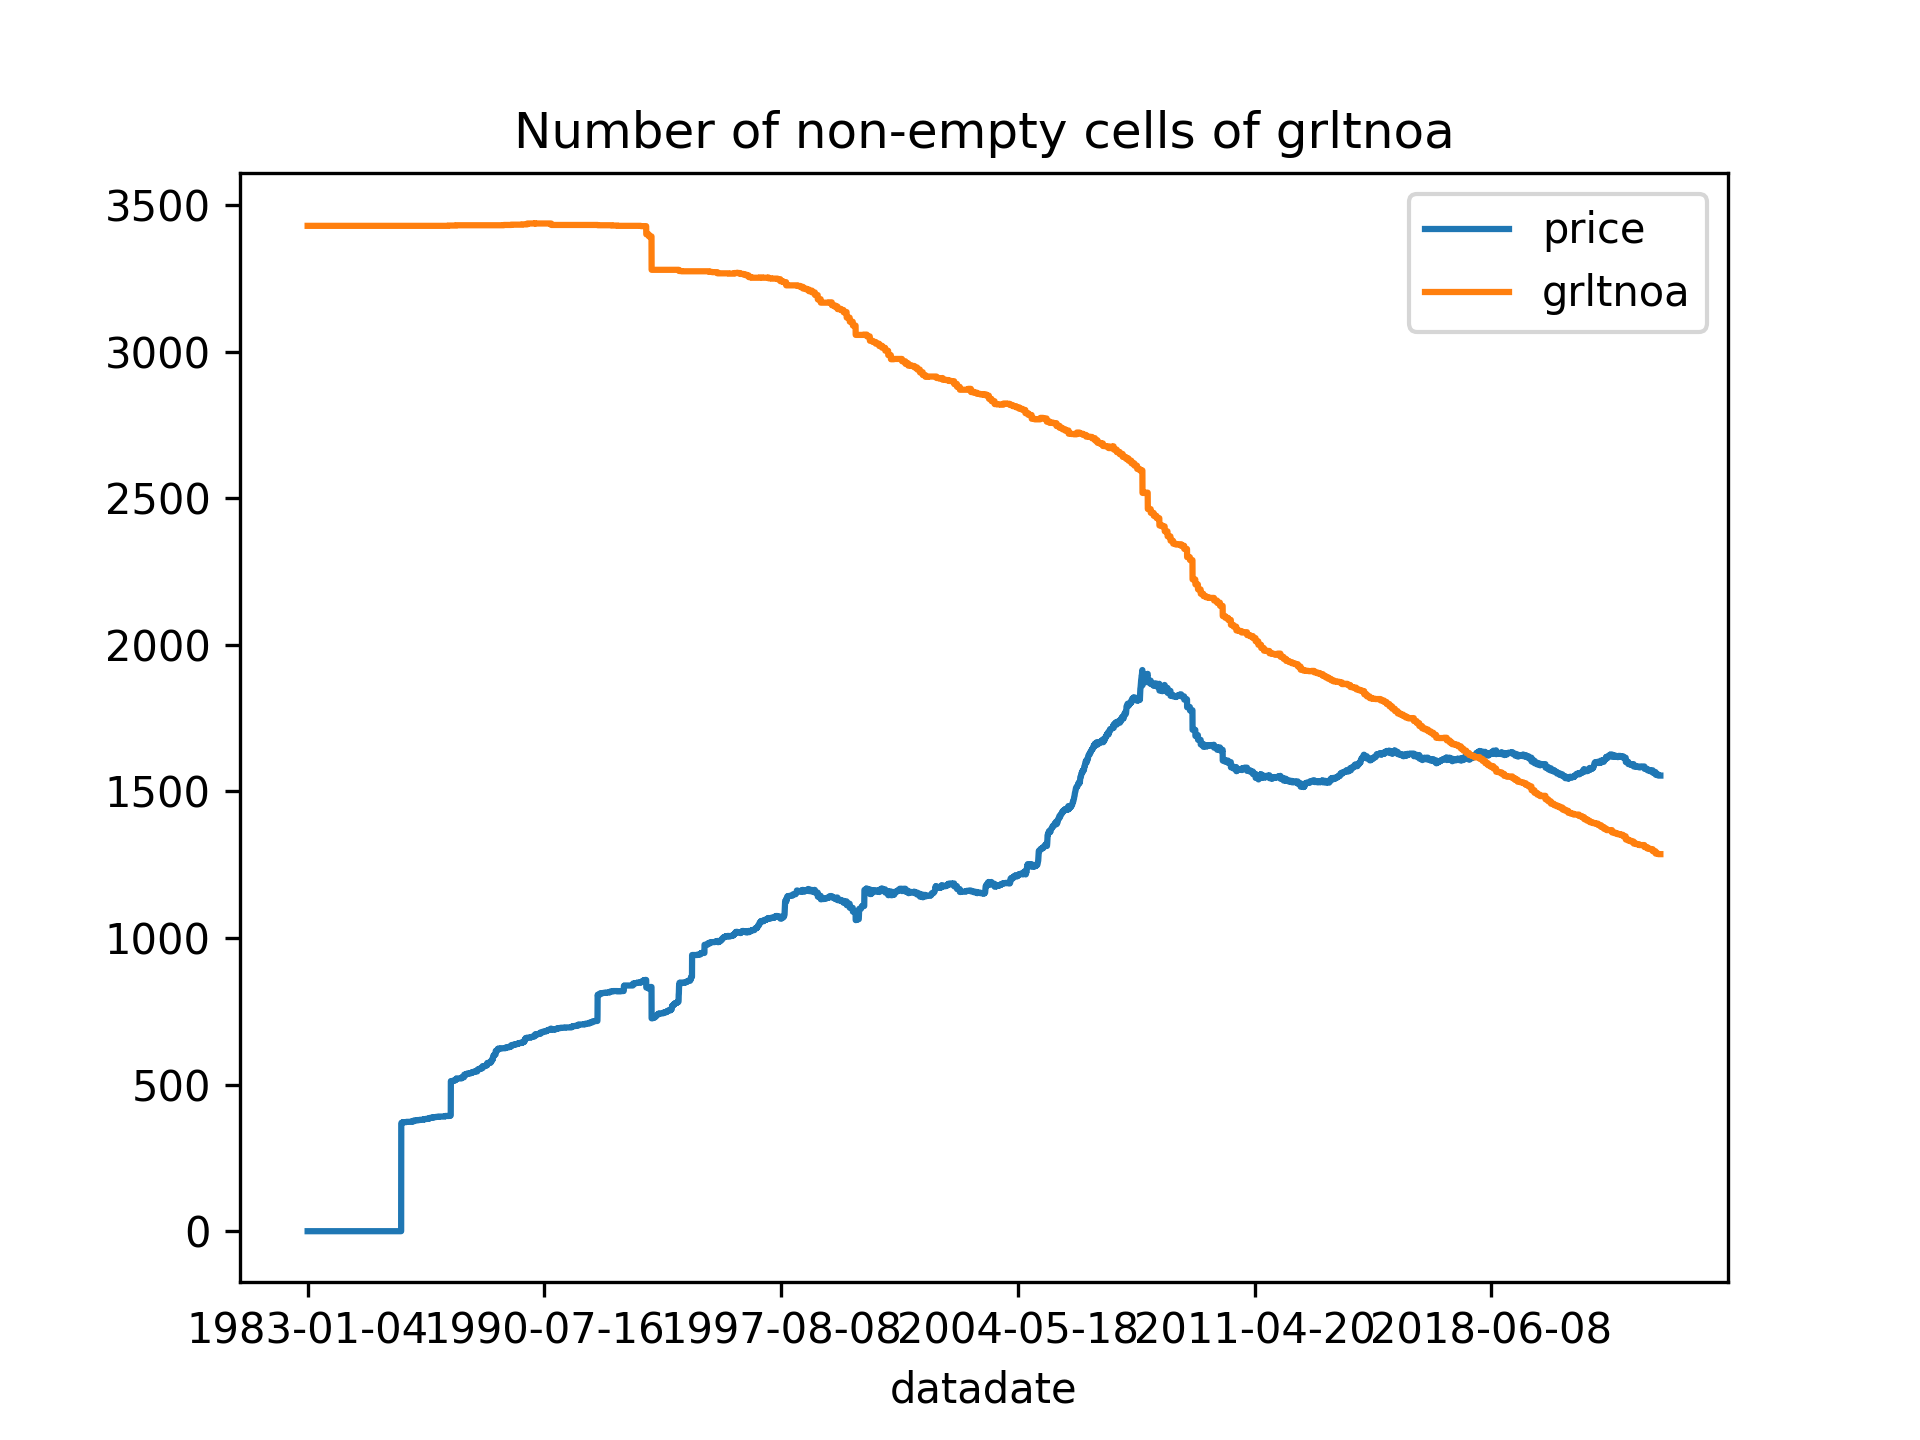 Number of non-empty cells of grltnoa
price
grltnoa
3500
3000
2500
2000
1500
1000
500
0
1983-01-04 1990-07-16 1997-08-08 2004-05-18 2011-04-20 2018-06-08
datadate